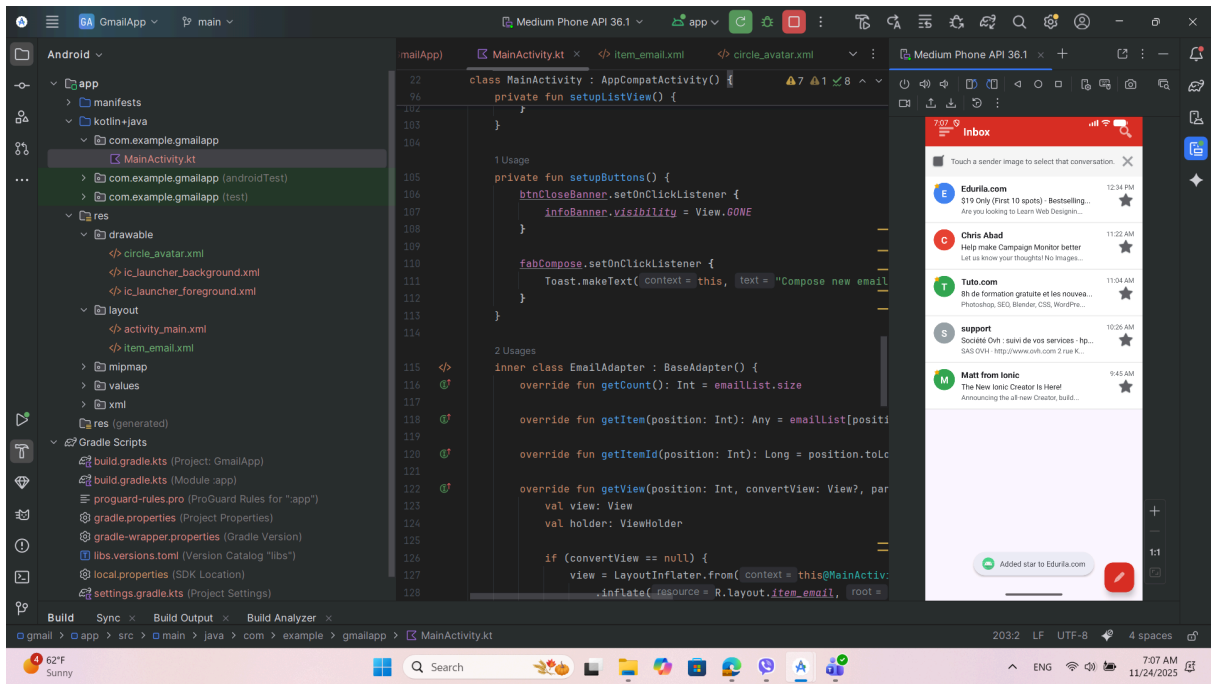 GA GmailApp main Medium Phone API 36.1 app
Android
app
manifests
kotlin+java
com.example.gmailapp
MainActivity.kt
com.example.gmailapp (androidTest)
com.example.gmailapp (test)
res
drawable
circle_avatar.xml
ic_launcher_background.xml
ic_launcher_foreground.xml
layout
activity_main.xml
item_email.xml
mipmap
values
xml
res (generated)
Gradle Scripts
build.gradle.kts (Project: GmailApp)
build.gradle.kts (Module :app)
proguard-rules.pro (ProGuard Rules for ":app")
gradle.properties (Project Properties)
gradle-wrapper.properties (Gradle Version)
libs.versions.toml (Version Catalog "libs")
local.properties (SDK Location)
settings.gradle.kts (Project Settings)
mailApp) MainActivity.kt × item_email.xml circle_avatar.xml
22 class MainActivity : AppCompatActivity() { 7 1 8
96 private fun setupListView() {
102 }
103 }
104
1 Usage
105 private fun setupButtons() {
106 btnCloseBanner.setOnClickListener {
107 infoBanner.visibility = View.GONE
108 }
109
110 fabCompose.setOnClickListener {
111 Toast.makeText( context = this, text = "Compose new email
112 }
113 }
114
2 Usages
115 </> inner class EmailAdapter : BaseAdapter() {
116 override fun getCount(): Int = emailList.size
117
118 override fun getItem(position: Int): Any = emailList[positi
119
120 override fun getItemId(position: Int): Long = position.toLo
121
122 override fun getView(position: Int, convertView: View?, par
123 val view: View
124 val holder: ViewHolder
125
126 if (convertView == null) {
127 view = LayoutInflater.from( context = this@MainActivi
128 .inflate( resource = R.layout.item_email, root =
Medium Phone API 36.1 ×
7:07
Inbox
Touch a sender image to select that conversation.
E Edurila.com 12:34 PM
$19 Only (First 10 spots) - Bestselling...
Are you looking to Learn Web Designin...
C Chris Abad 11:22 AM
Help make Campaign Monitor better
Let us know your thoughts! No Images...
T Tuto.com 11:04 AM
8h de formation gratuite et les nouvea...
Photoshop, SEO, Blender, CSS, WordPre...
S support 10:26 AM
Société Ovh : suivi de vos services - hp...
SAS OVH - http://www.ovh.com 2 rue K...
M Matt from Ionic 9:45 AM
The New Ionic Creator Is Here!
Announcing the all-new Creator, build...
Added star to Edurila.com
1:1
Build Sync × Build Output × Build Analyzer ×
gmail > app > src > main > java > com > example > gmailapp > MainActivity.kt 203:2 LF UTF-8 4 spaces
4 62°F
Sunny
Search
ENG
7:07 AM
11/24/2025